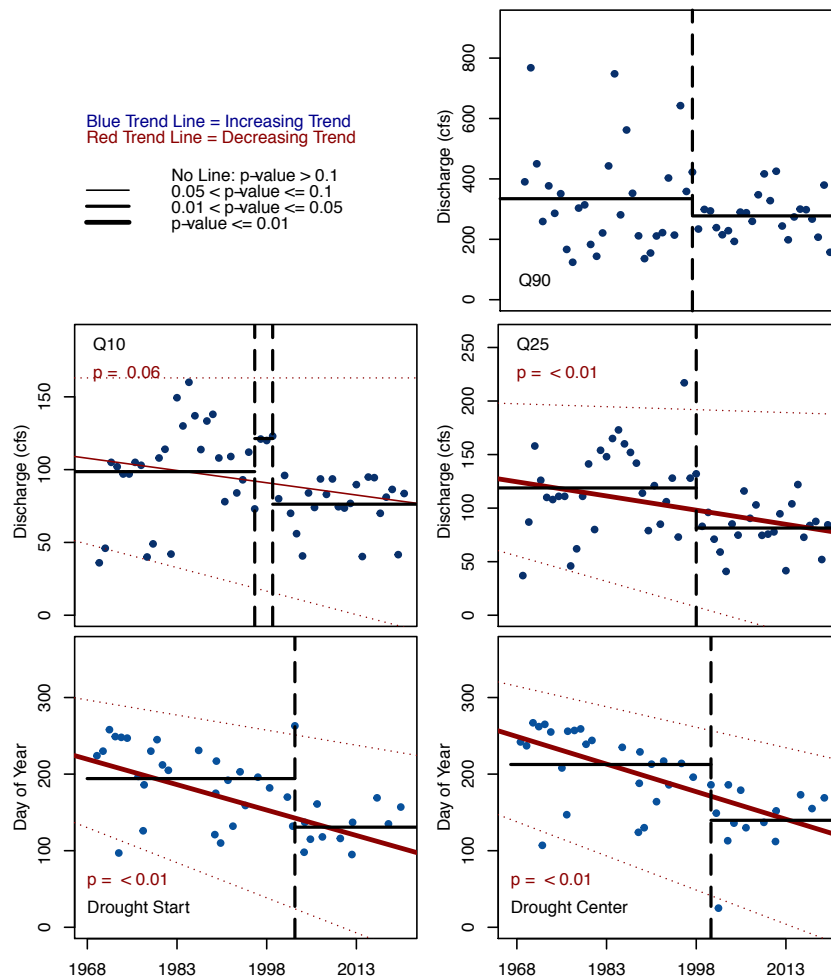 Blue Trend Line = Increasing Trend
Red Trend Line = Decreasing Trend
No Line: p-value > 0.1
0.05 < p-value <= 0.1
0.01 < p-value <= 0.05
p-value <= 0.01
Discharge (cfs)
0
200
400
600
800
Q90
Discharge (cfs)
0
50
100
150
Q10
p = 0.06
Discharge (cfs)
0
50
100
150
200
250
Q25
p = <0.01
Day of Year
0
100
200
300
p = <0.01
Drought Start
1968
1983
1998
2013
Day of Year
0
100
200
300
p = <0.01
Drought Center
1968
1983
1998
2013